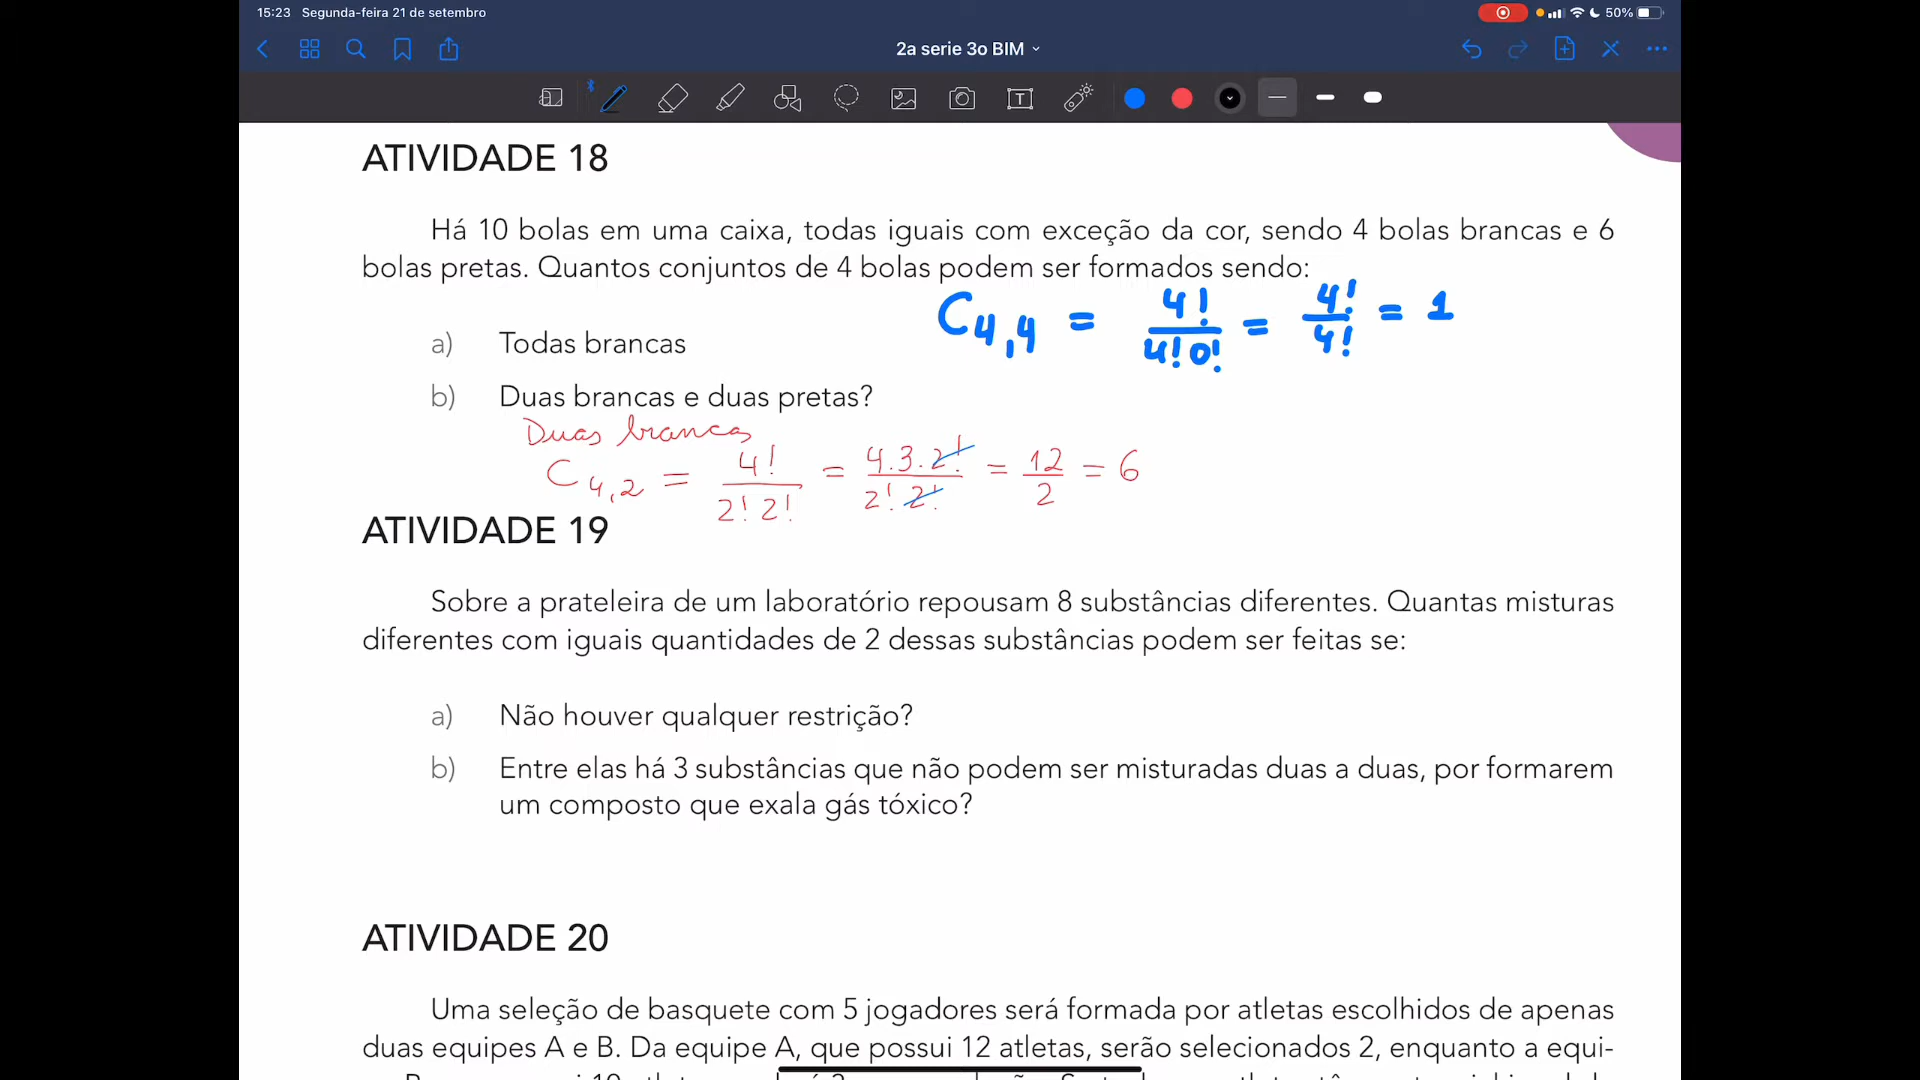 15:23 Segunda-feira 21 de setembro
50%
2a serie 3o BIM
ATIVIDADE 18
Há 10 bolas em uma caixa, todas iguais com exceção da cor, sendo 4 bolas brancas e 6
bolas pretas. Quantos conjuntos de 4 bolas podem ser formados sendo:
C4,4 = 4!/4!0! = 4!/4! = 1
a) Todas brancas
b) Duas brancas e duas pretas?
Duas brancas
C4,2 = 4!/2!2! = 4.3.2!/2!2! = 12/2 = 6
ATIVIDADE 19
Sobre a prateleira de um laboratório repousam 8 substâncias diferentes. Quantas misturas
diferentes com iguais quantidades de 2 dessas substâncias podem ser feitas se:
a) Não houver qualquer restrição?
b) Entre elas há 3 substâncias que não podem ser misturadas duas a duas, por formarem
um composto que exala gás tóxico?
ATIVIDADE 20
Uma seleção de basquete com 5 jogadores será formada por atletas escolhidos de apenas
duas equipes A e B. Da equipe A, que possui 12 atletas, serão selecionados 2, enquanto a equi-